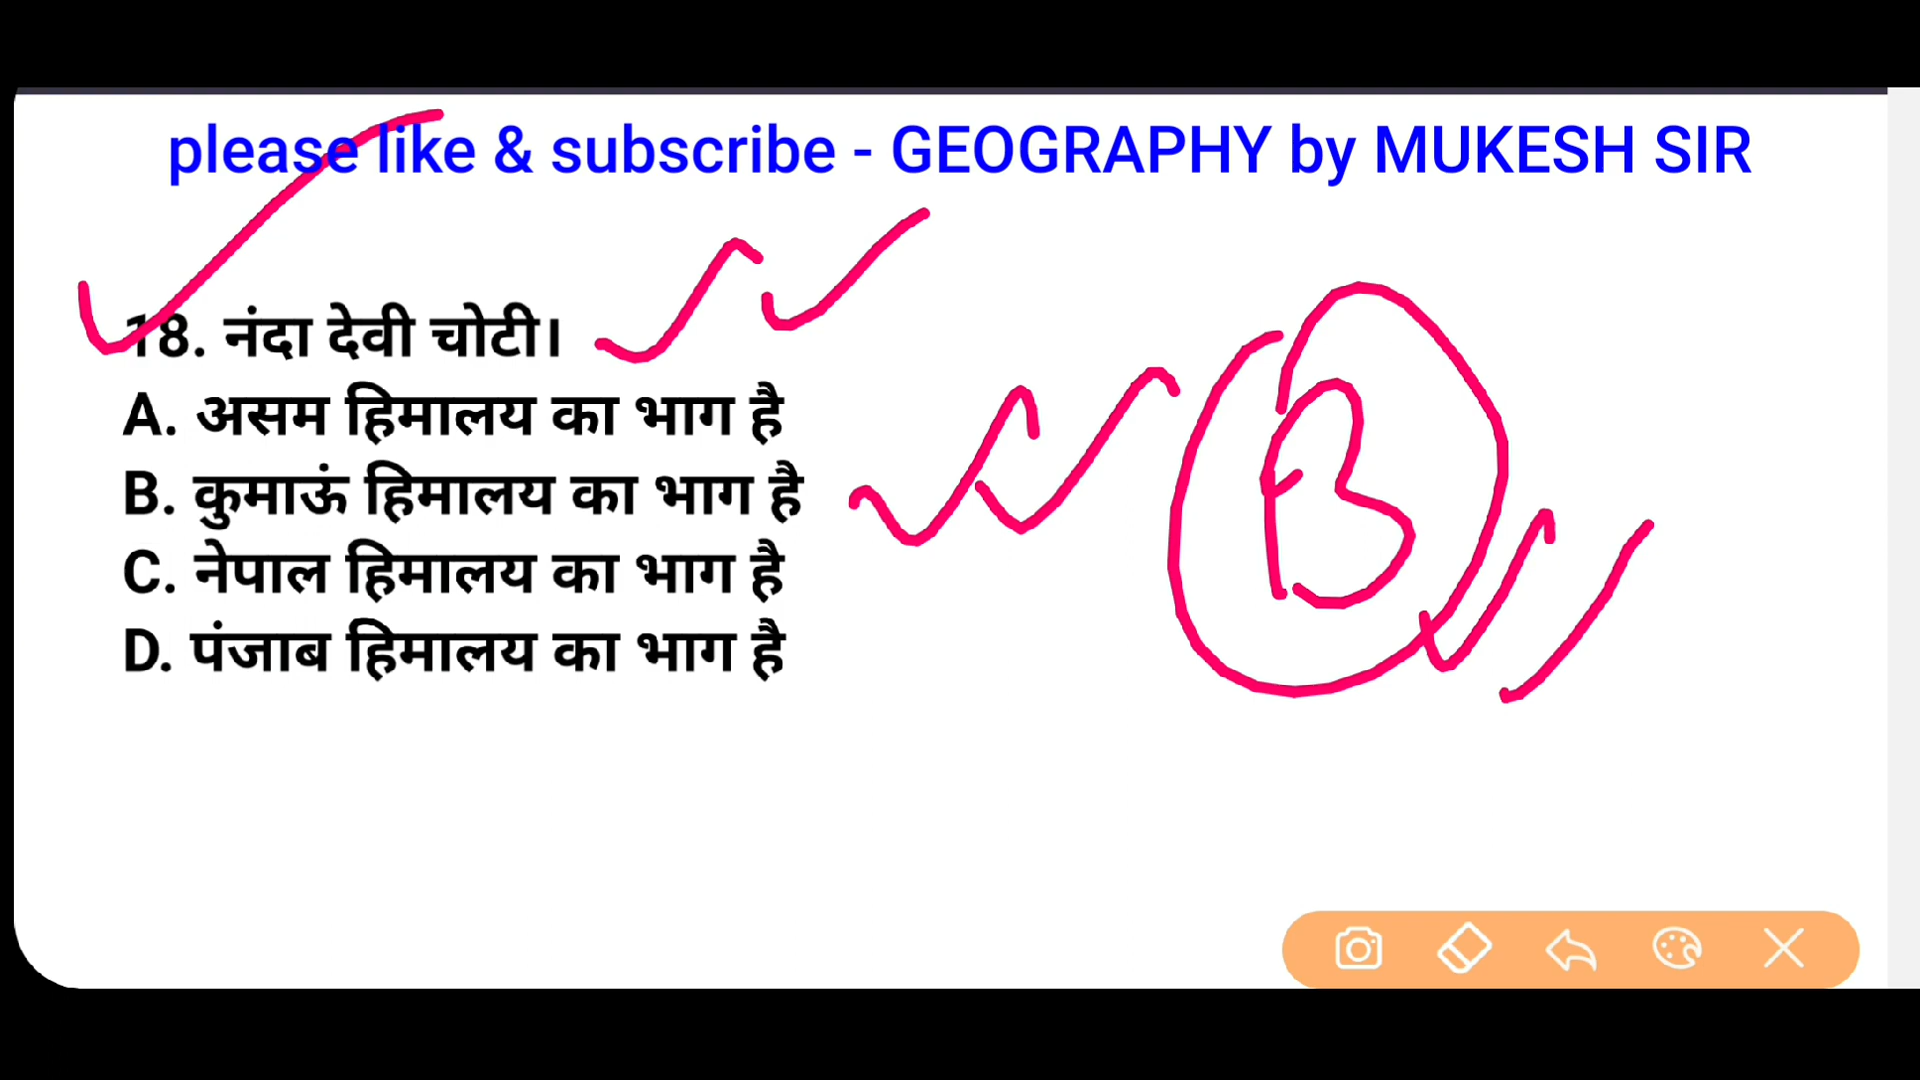 please like & subscribe - GEOGRAPHY by MUKESH SIR
18. नंदा देवी चोटी।
A. असम हिमालय का भाग है
B. कुमाऊं हिमालय का भाग है
C. नेपाल हिमालय का भाग है
D. पंजाब हिमालय का भाग है
B